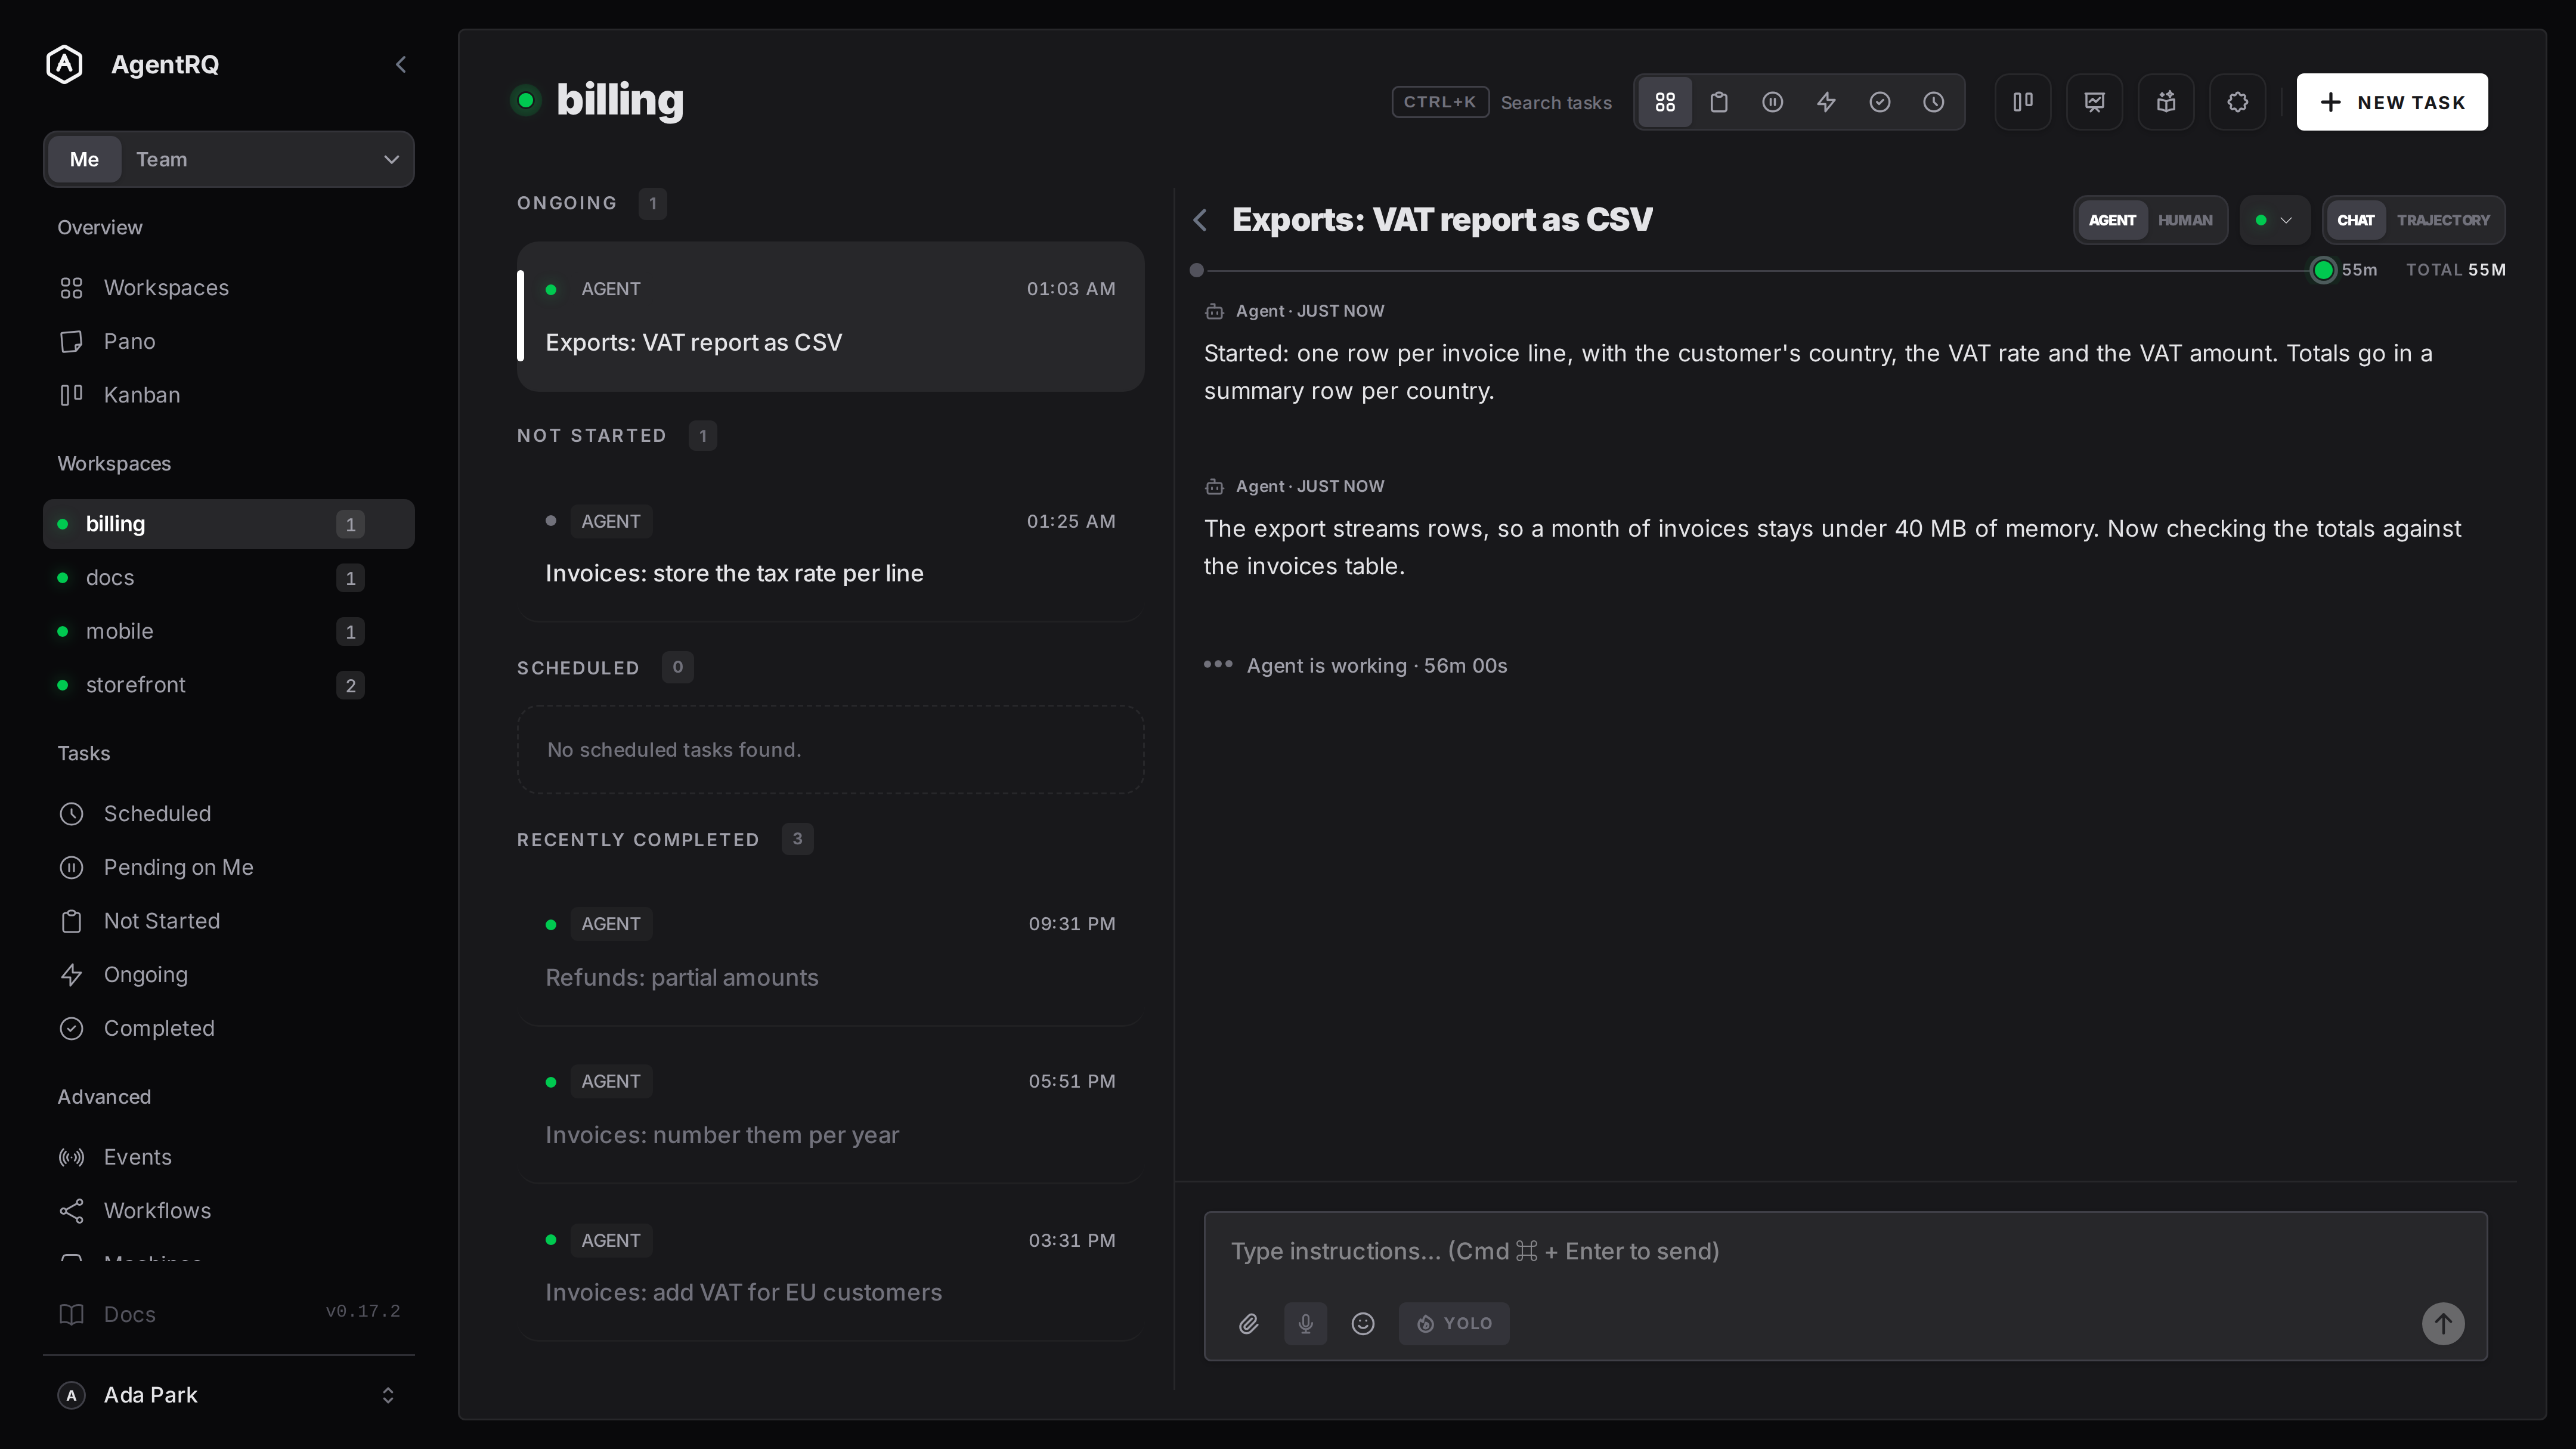 AgentRQ
Me
Team
Overview
Workspaces
Pano
Kanban
Workspaces
billing 1
docs 1
mobile 1
storefront 2
Tasks
Scheduled
Pending on Me
Not Started
Ongoing
Completed
Advanced
Events
Workflows
Docs v0.17.2
A Ada Park
billing
CTRL+K Search tasks
NEW TASK
ONGOING 1
AGENT 01:03 AM
Exports: VAT report as CSV
NOT STARTED 1
AGENT 01:25 AM
Invoices: store the tax rate per line
SCHEDULED 0
No scheduled tasks found.
RECENTLY COMPLETED 3
AGENT 09:31 PM
Refunds: partial amounts
AGENT 05:51 PM
Invoices: number them per year
AGENT 03:31 PM
Invoices: add VAT for EU customers
Exports: VAT report as CSV
AGENT HUMAN
CHAT TRAJECTORY
55m TOTAL 55M
Agent · JUST NOW
Started: one row per invoice line, with the customer's country, the VAT rate and the VAT amount. Totals go in a
summary row per country.
Agent · JUST NOW
The export streams rows, so a month of invoices stays under 40 MB of memory. Now checking the totals against
the invoices table.
Agent is working · 56m 00s
Type instructions... (Cmd ⌘ + Enter to send)
YOLO